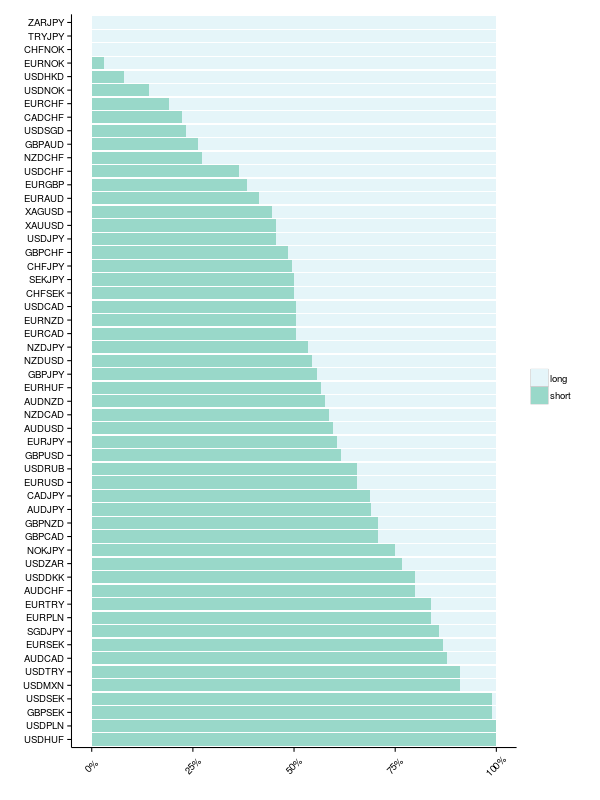 ZARJPY
TRYJPY
CHFNOK
EURNOK
USDHKD
USDNOK
EURCHF
CADCHF
USDSGD
GBPAUD
NZDCHF
USDCHF
EURGBP
EURAUD
XAGUSD
XAUUSD
USDJPY
GBPCHF
CHFJPY
SEKJPY
CHFSEK
USDCAD
EURNZD
EURCAD
NZDJPY
NZDUSD
GBPJPY
EURHUF
AUDNZD
NZDCAD
AUDUSD
EURJPY
GBPUSD
USDRUB
EURUSD
CADJPY
AUDJPY
GBPNZD
GBPCAD
NOKJPY
USDZAR
USDDKK
AUDCHF
EURTRY
EURPLN
SGDJPY
EURSEK
AUDCAD
USDTRY
USDMXN
USDSEK
GBPSEK
USDPLN
USDHUF
0% 25% 50% 75% 100%
long
short